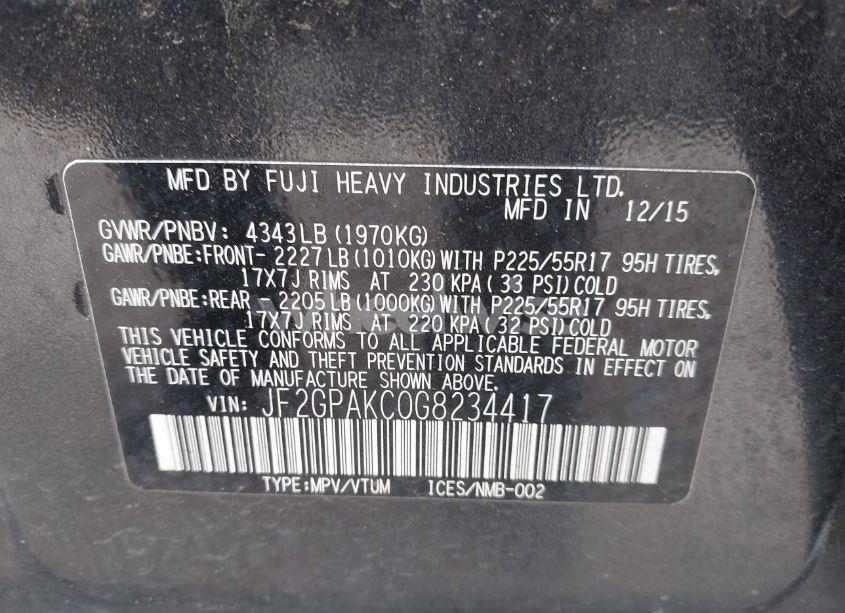 MFD BY FUJI HEAVY INDUSTRIES LTD.
MFD IN 12/15
GVWR/PNBV: 4343LB(1970KG)
GAWR/PNBE:FRONT- 2227LB(1010KG)WITH P225/55R17 95H TIRES,
17X7J RIMS AT 230 KPA( 33 PSI)COLD
GAWR/PNBE:REAR - 2205LB(1000KG)WITH P225/55R17 95H TIRES,
17X7J RIMS AT 220 KPA( 32 PSI)COLD
THIS VEHICLE CONFORMS TO ALL APPLICABLE FEDERAL MOTOR
VEHICLE SAFETY AND THEFT PREVENTION STANDARDS IN EFFECT ON
THE DATE OF MANUFACTURE SHOWN ABOVE.
VIN: JF2GPAKC0G8234417
TYPE:MPV/VTUM ICES/NMB-002